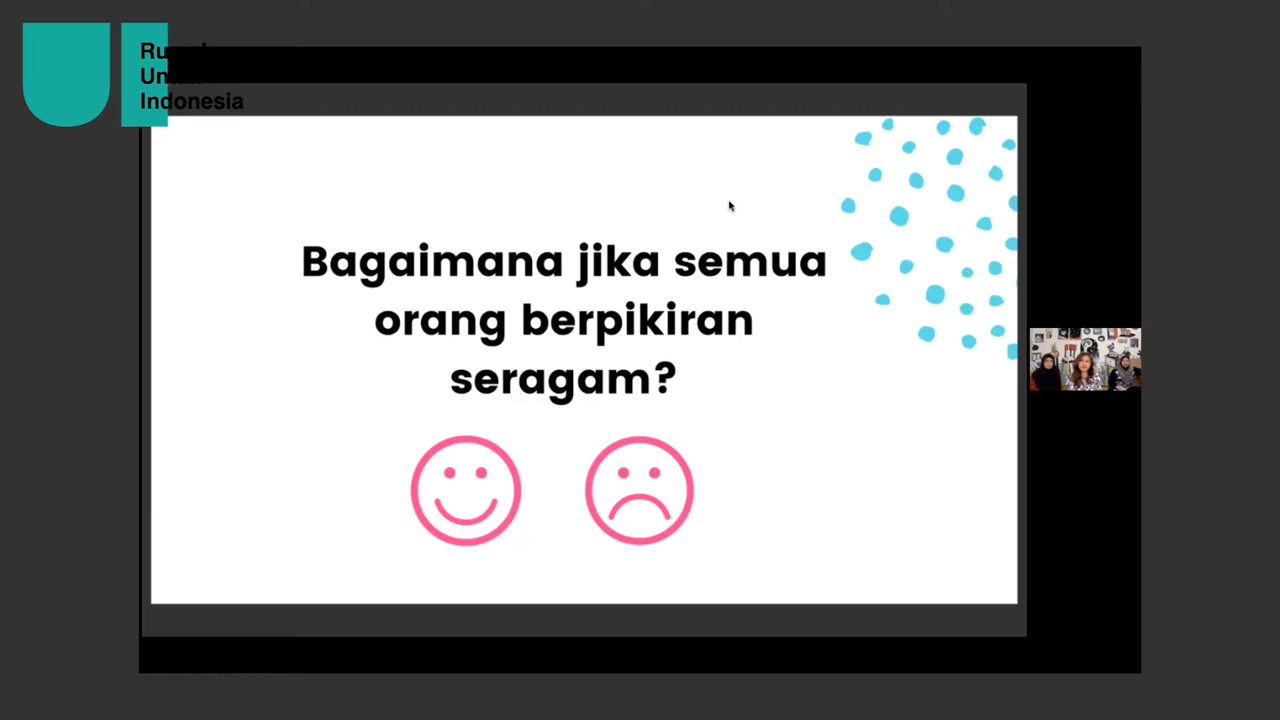 Indonesia
Bagaimana jika semua
orang berpikiran
seragam?